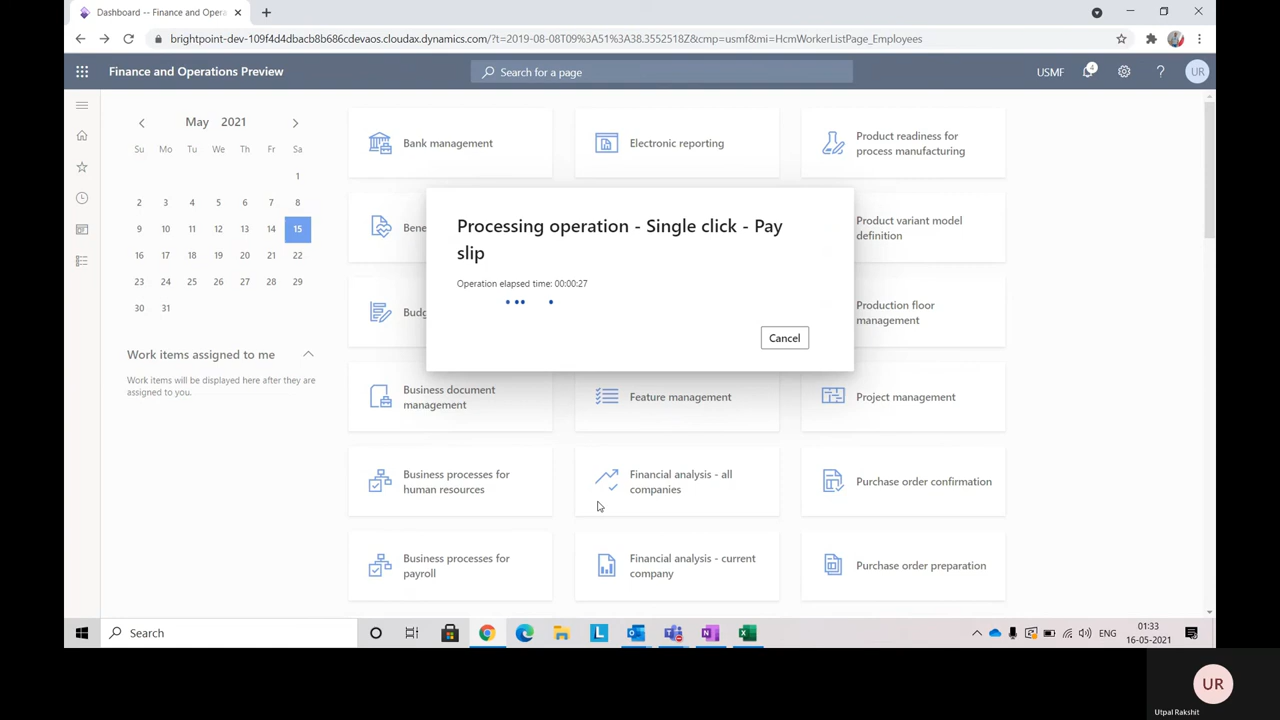 Dashboard -- Finance and Opera
brightpoint-dev-109f4d4dbacb8b686cdevaos.cloudax.dynamics.com/?t=2019-08-08T09%3A51%3A38.3552518Z&cmp=usmf&mi=HcmWorkerListPage_Employees
Finance and Operations Preview
Search for a page
USMF
4
UR
May 2021
Su Mo Tu We Th Fr Sa
1
2 3 4 5 6 7 8
9 10 11 12 13 14 15
16 17 18 19 20 21 22
23 24 25 26 27 28 29
30 31
Work items assigned to me
Work items will be displayed here after they are
assigned to you.
Bank management
Electronic reporting
Product readiness for
process manufacturing
Bene
Product variant model
definition
Budg
Production floor
management
Processing operation - Single click - Pay
slip
Operation elapsed time: 00:00:27
Cancel
Business document
management
Feature management
Project management
Business processes for
human resources
Financial analysis - all
companies
Purchase order confirmation
Business processes for
payroll
Financial analysis - current
company
Purchase order preparation
Search
ENG
01:33
16-05-2021
UR
Utpal Rakshit